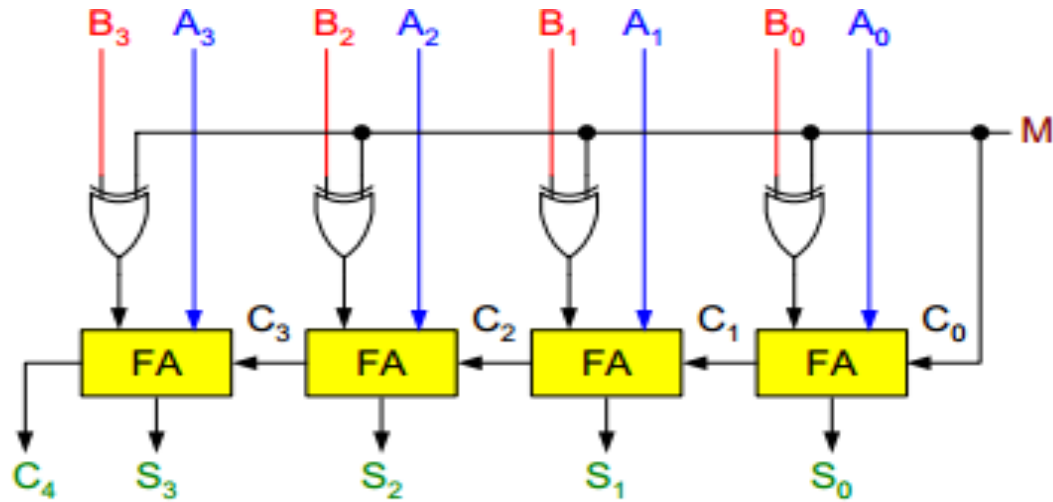 B₃ A₃ B₂ A₂ B₁ A₁ B₀ A₀
M
C₃ C₂ C₁ C₀
FA FA FA FA
C₄ S₃ S₂ S₁ S₀